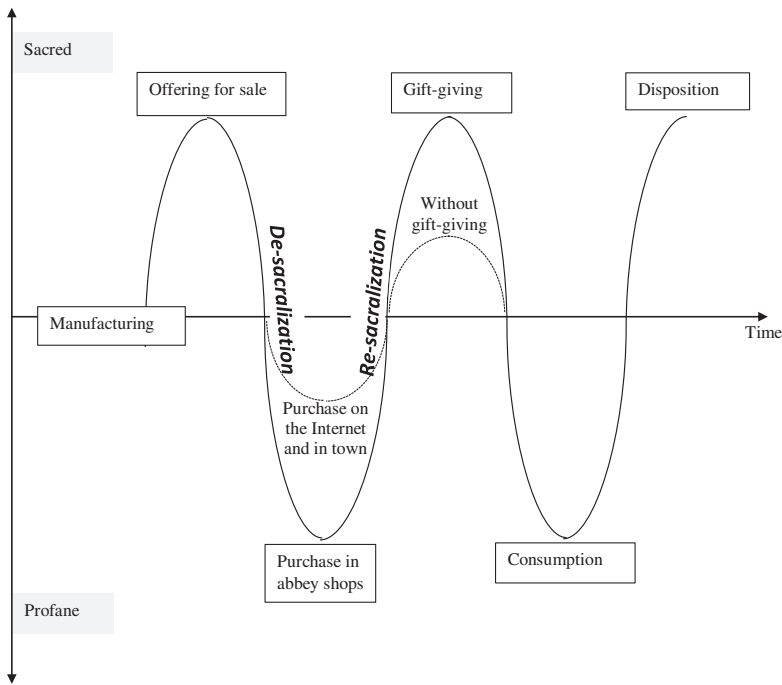 Sacred
Offering for sale
Gift-giving
Disposition
Without
gift-giving
De-sacralization
Re-sacralization
Manufacturing
Time
Purchase on
the Internet
and in town
Purchase in
abbey shops
Consumption
Profane